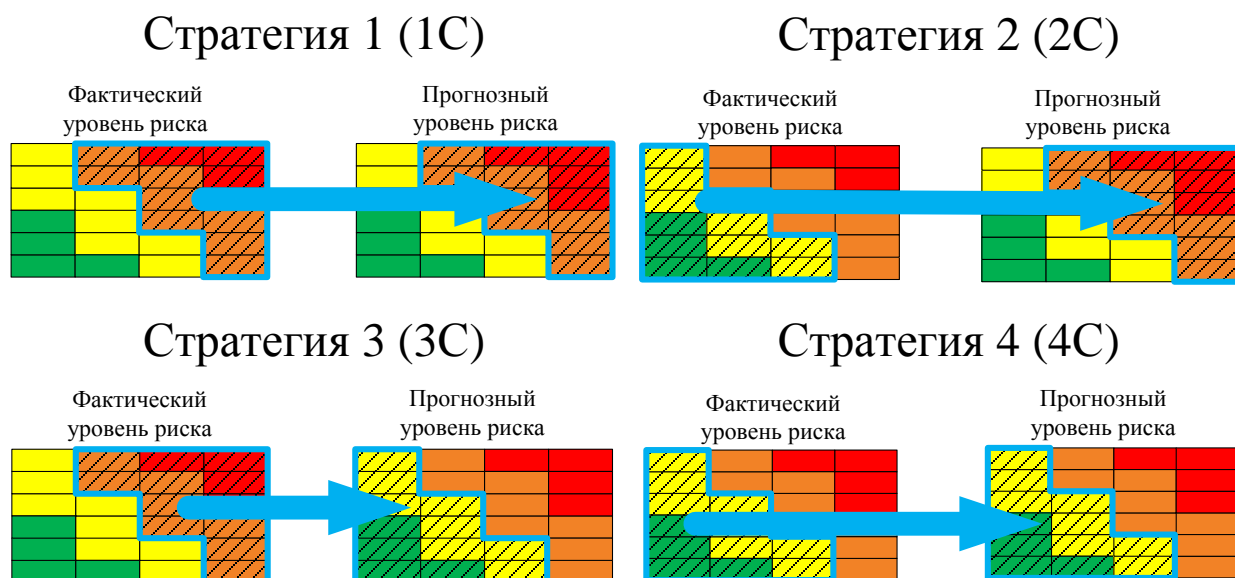 Стратегия 1 (1С)
Стратегия 2 (2С)
Фактический
уровень риска
Прогнозный
уровень риска
Фактический
уровень риска
Прогнозный
уровень риска
Стратегия 3 (3С)
Стратегия 4 (4С)
Фактический
уровень риска
Прогнозный
уровень риска
Фактический
уровень риска
Прогнозный
уровень риска